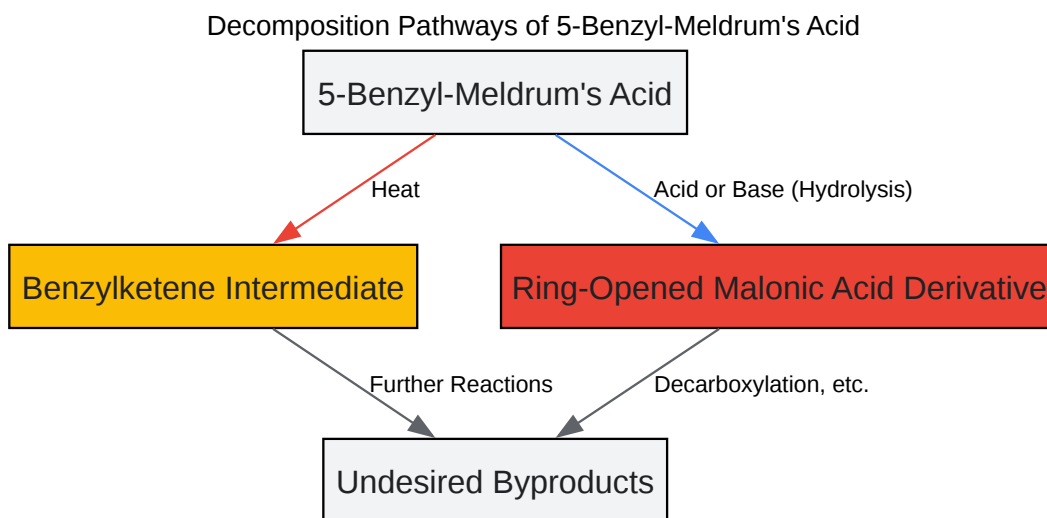 Decomposition Pathways of 5-Benzyl-Meldrum's Acid
5-Benzyl-Meldrum's Acid
Heat
Acid or Base (Hydrolysis)
Benzylketene Intermediate
Ring-Opened Malonic Acid Derivative
Further Reactions
Decarboxylation, etc.
Undesired Byproducts